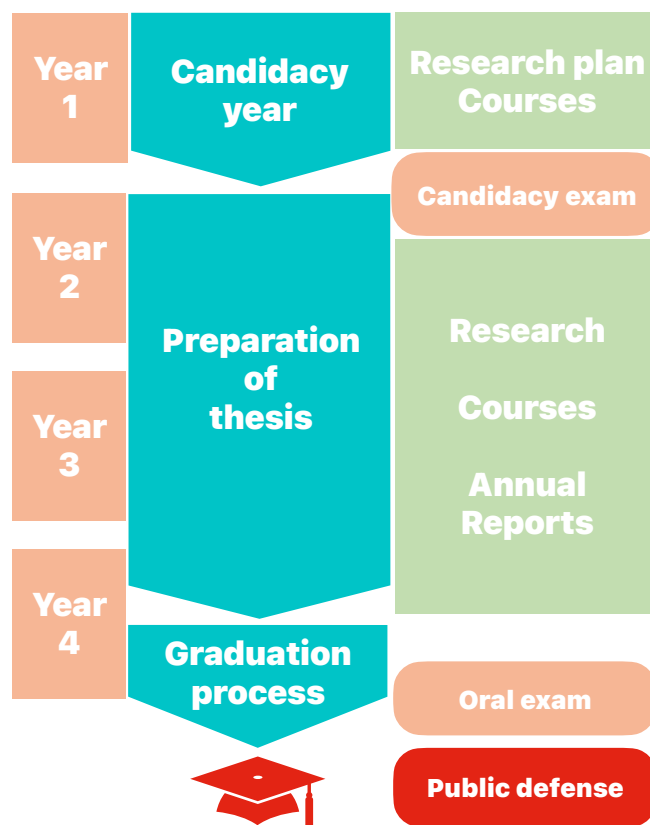 Year
1
Candidacy
year
Research plan
Courses
Candidacy exam
Year
2
Preparation
of
thesis
Research
Courses
Annual
Reports
Year
3
Year
4
Graduation
process
Oral exam
Public defense